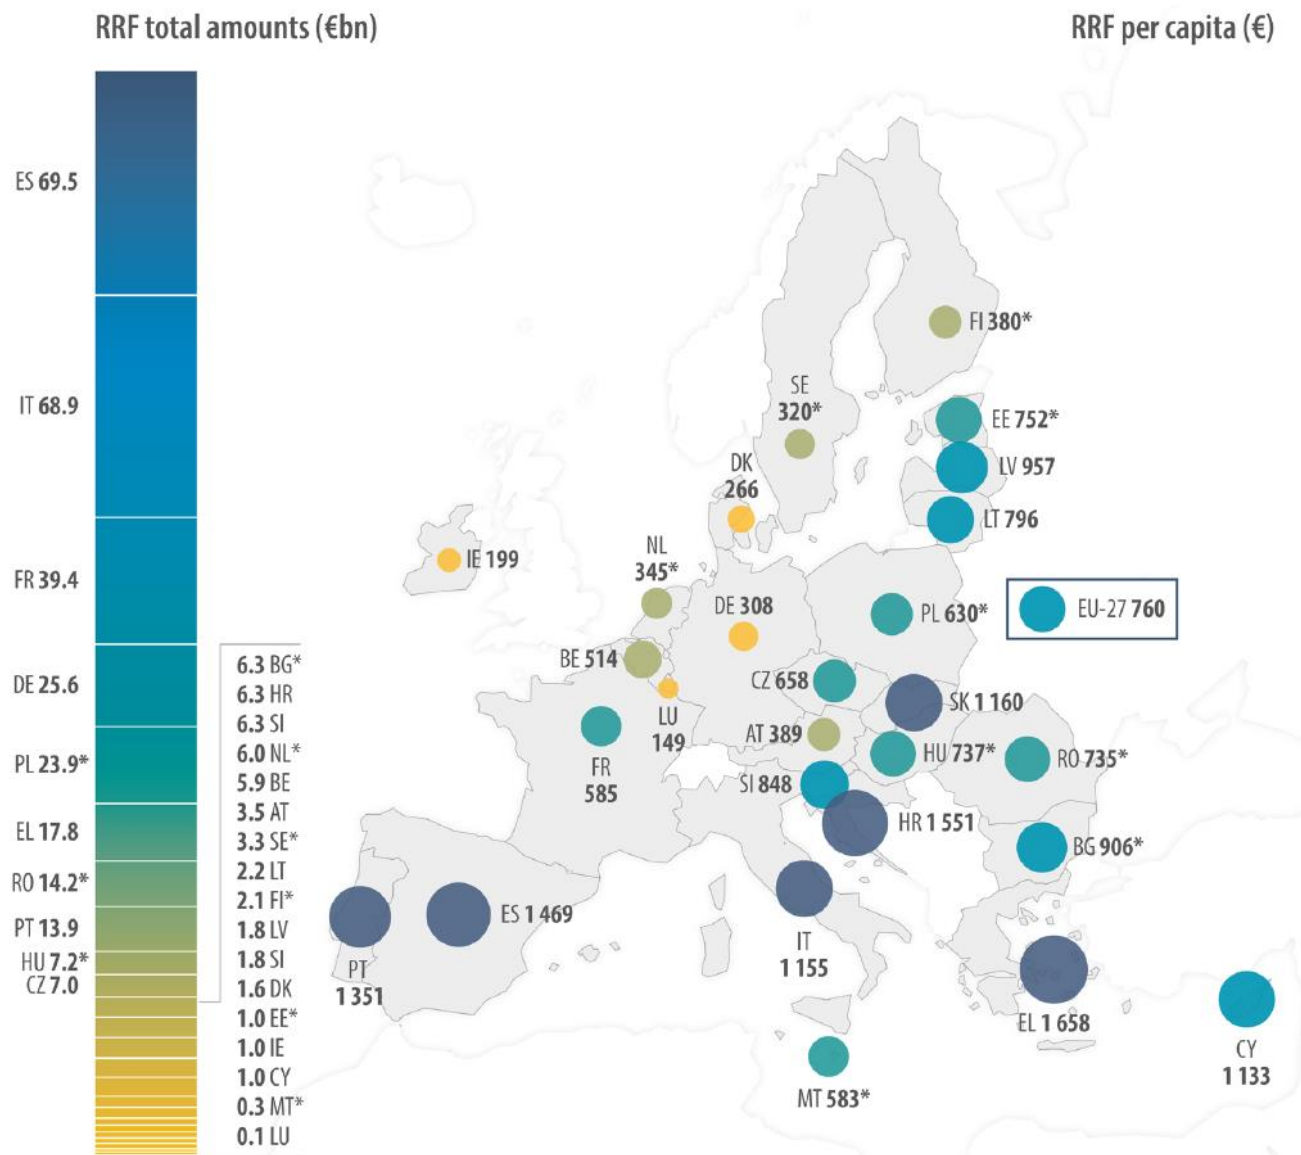 RRF total amounts (€bn)
RRF per capita (€)
ES 69.5
IT 68.9
FR 39.4
DE 25.6
PL 23.9*
EL 17.8
RO 14.2*
PT 13.9
HU 7.2*
CZ 7.0
6.3 BG*
6.3 HR
6.3 SI
6.0 NL*
5.9 BE
3.5 AT
3.3 SE*
2.2 LT
2.1 FI*
1.8 LV
1.8 SI
1.6 DK
1.0 EE*
1.0 IE
1.0 CY
0.3 MT*
0.1 LU
FI 380*
SE
320*
EE 752*
LV 957
LT 796
DK
266
IE 199
NL
345*
DE 308
PL 630*
EU-27 760
BE 514
LU
149
CZ 658
SK 1 160
AT 389
HU 737*
RO 735*
FR
585
SI 848
HR 1 551
BG 906*
PT
1 351
ES 1 469
IT
1 155
EL 1 658
CY
1 133
MT 583*